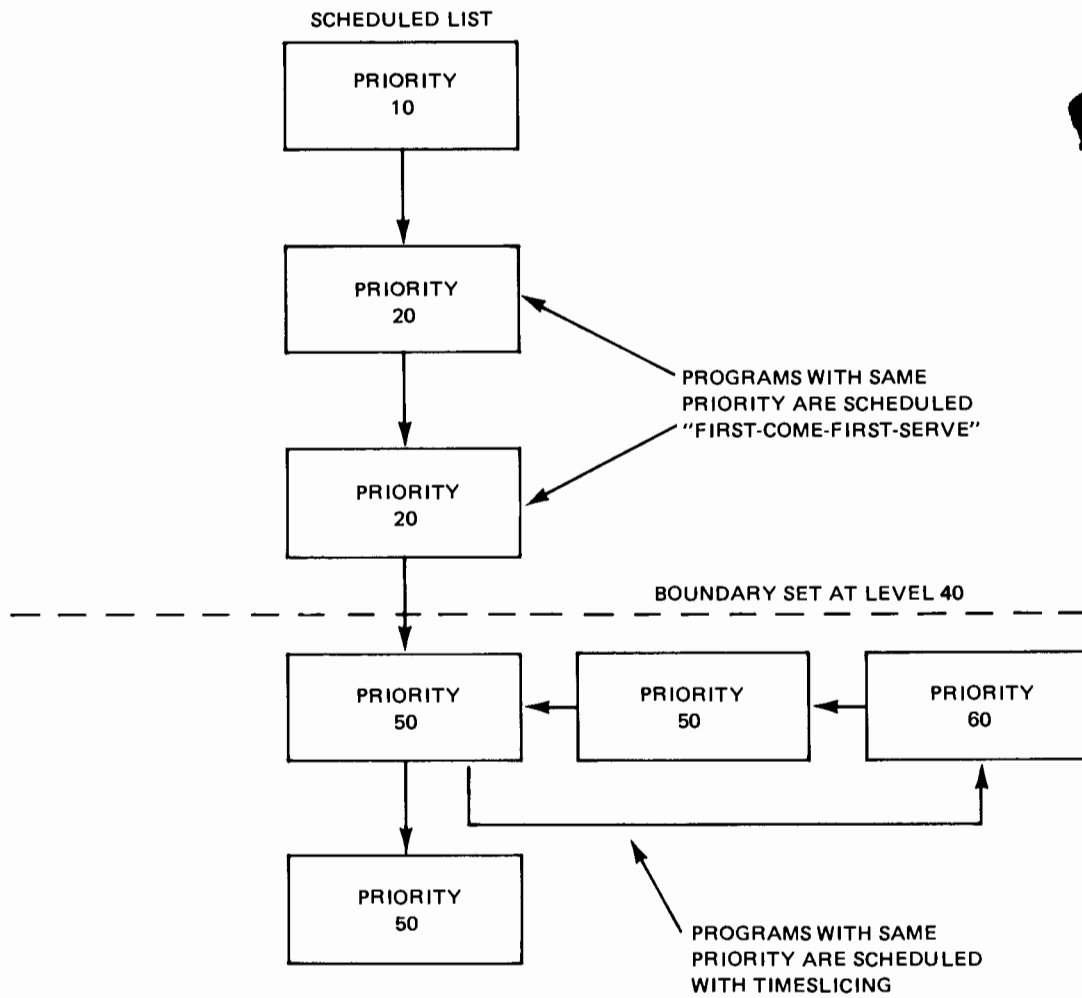 SCHEDULED LIST
PRIORITY
10
PRIORITY
20
PROGRAMS WITH SAME
PRIORITY ARE SCHEDULED
"FIRST-COME-FIRST-SERVE"
PRIORITY
20
BOUNDARY SET AT LEVEL 40
PRIORITY
50
PRIORITY
50
PRIORITY
60
PRIORITY
50
PROGRAMS WITH SAME
PRIORITY ARE SCHEDULED
WITH TIMESLICING